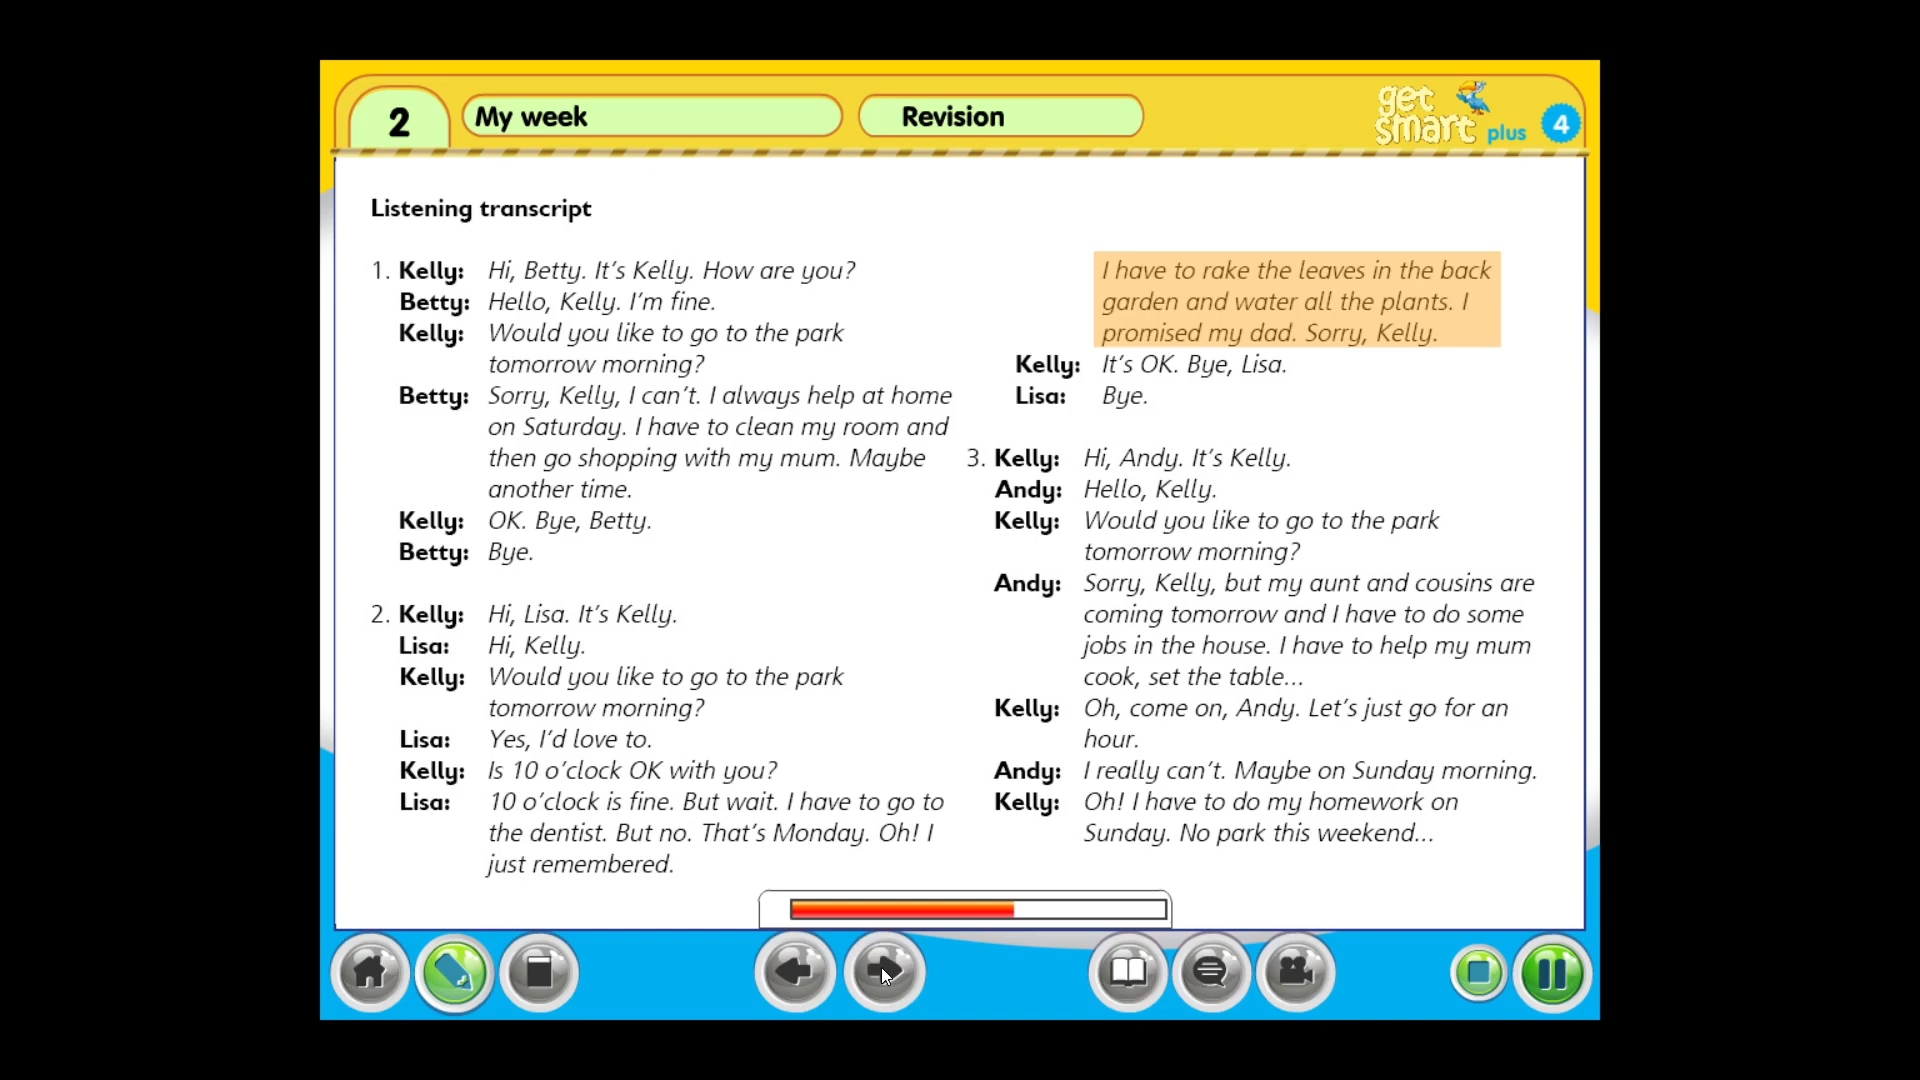 2
My week
Revision
get
smart plus 4
Listening transcript
1. Kelly: Hi, Betty. It's Kelly. How are you?
Betty: Hello, Kelly. I'm fine.
Kelly: Would you like to go to the park
tomorrow morning?
Betty: Sorry, Kelly, I can't. I always help at home
on Saturday. I have to clean my room and
then go shopping with my mum. Maybe
another time.
Kelly: OK. Bye, Betty.
Betty: Bye.
2. Kelly: Hi, Lisa. It's Kelly.
Lisa: Hi, Kelly.
Kelly: Would you like to go to the park
tomorrow morning?
Lisa: Yes, I'd love to.
Kelly: Is 10 o'clock OK with you?
Lisa: 10 o'clock is fine. But wait. I have to go to
the dentist. But no. That's Monday. Oh! I
just remembered.
I have to rake the leaves in the back
garden and water all the plants. I
promised my dad. Sorry, Kelly.
Kelly: It's OK. Bye, Lisa.
Lisa: Bye.
3. Kelly: Hi, Andy. It's Kelly.
Andy: Hello, Kelly.
Kelly: Would you like to go to the park
tomorrow morning?
Andy: Sorry, Kelly, but my aunt and cousins are
coming tomorrow and I have to do some
jobs in the house. I have to help my mum
cook, set the table...
Kelly: Oh, come on, Andy. Let's just go for an
hour.
Andy: I really can't. Maybe on Sunday morning.
Kelly: Oh! I have to do my homework on
Sunday. No park this weekend...